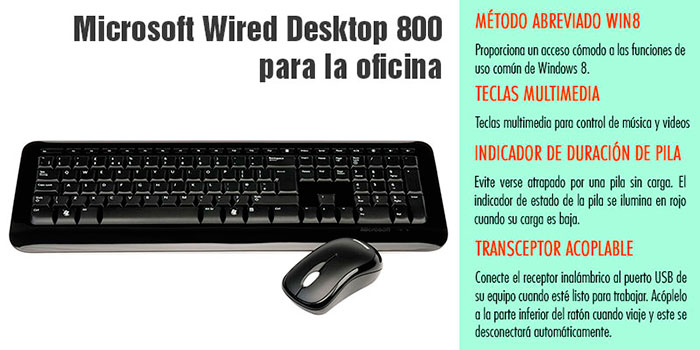 Microsoft Wired Desktop 800
para la oficina
Microsoft
MÉTODO ABREVIADO WIN8
Proporciona un acceso cómodo a las funciones de
uso común de Windows 8.
TECLAS MULTIMEDIA
Teclas multimedia para control de música y videos
INDICADOR DE DURACIÓN DE PILA
Evite verse atrapado por una pila sin carga. El
indicador de estado de la pila se ilumina en rojo
cuando su carga es baja.
TRANSCEPTOR ACOPLABLE
Conecte el receptor inalámbrico al puerto USB de
su equipo cuando esté listo para trabajar. Acóplelo
a la parte inferior del ratón cuando viaje y este se
desconectará automáticamente.